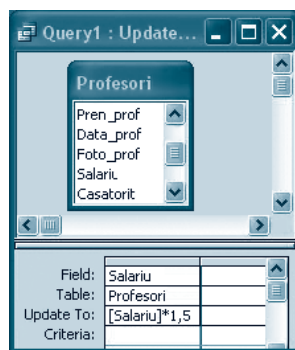 Query1 : Update...
Profesori
Pren_prof
Data_prof
Foto_prof
Salariu
Casatorit
Field: Salariu
Table: Profesori
Update To: [Salariu]*1,5
Criteria: